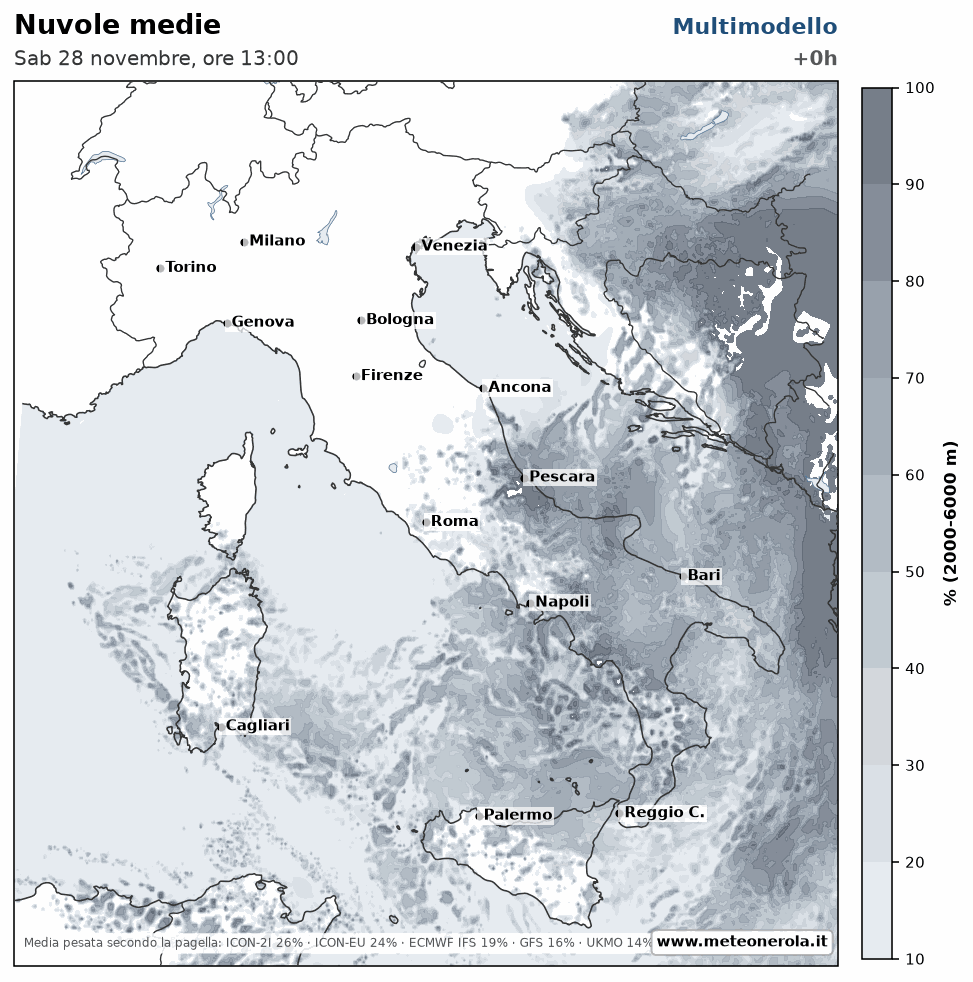 Nuvole medie
Multimodello
Sab 28 novembre, ore 13:00
+0h
100
90
80
70
60
50
40
30
20
10
% (2000-6000 m)
Milano
Venezia
Torino
Genova
Bologna
Firenze
Ancona
Pescara
Roma
Bari
Napoli
Cagliari
Palermo
Reggio C.
Media pesata secondo la pagella: ICON-2I 26% · ICON-EU 24% · ECMWF IFS 19% · GFS 16% · UKMO 14%
www.meteonerola.it